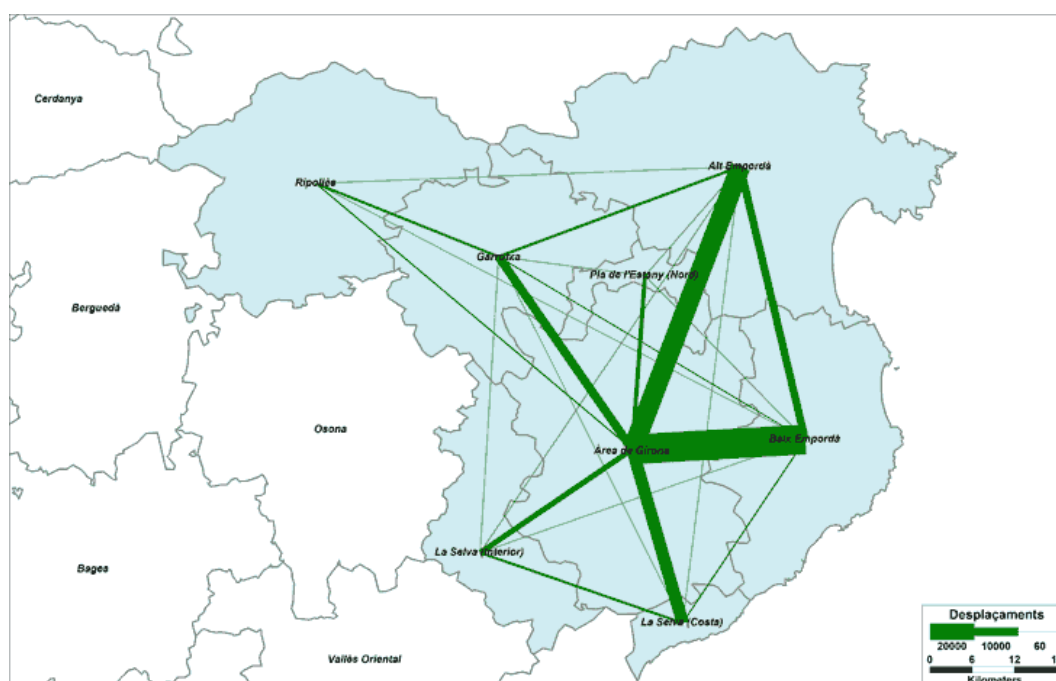 Cerdanya
Alt Empordà
Ripollès
Garrotxa
Pla de l'Estany (Nord)
Berguedà
Osona
Baix Empordà
Àrea de Girona
La Selva (Interior)
Bages
La Selva (Costa)
Vallès Oriental
Desplaçaments
20000 10000 60
0 6 12
Kilometers